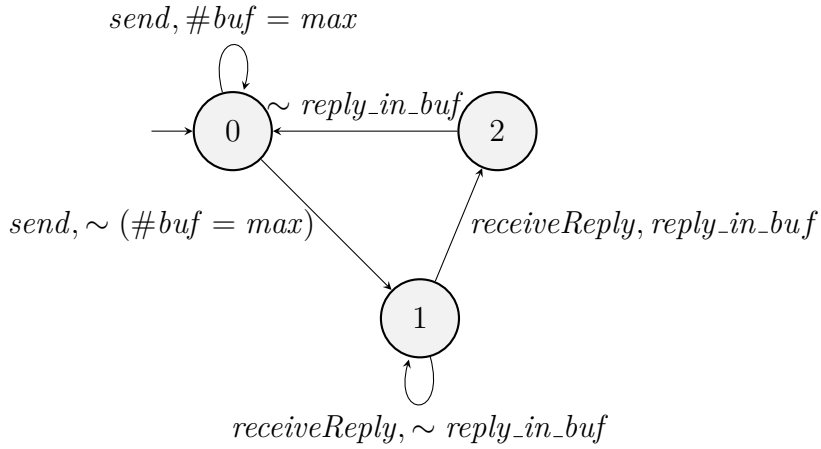 send, #buf = max
∼ reply_in_buf
0
2
send, ∼ (#buf = max)
receiveReply, reply_in_buf
1
receiveReply, ∼ reply_in_buf